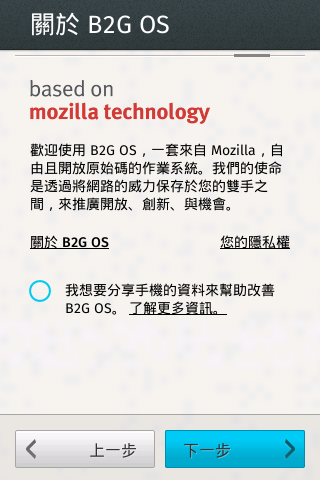 關於 B2G OS
based on
mozilla technology
歡迎使用 B2G OS，一套來自 Mozilla，自
由且開放原始碼的作業系統。我們的使命
是透過將網路的威力保存於您的雙手之
間，來推廣開放、創新、與機會。
關於 B2G OS 您的隱私權
我想要分享手機的資料來幫助改善
B2G OS。 了解更多資訊。
上一步 下一步